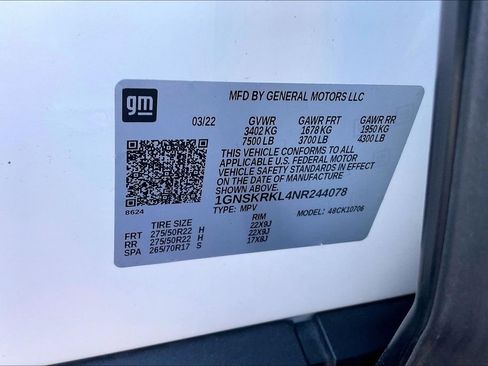 gm
MFD BY GENERAL MOTORS LLC
03/22 GVWR GAWR FRT GAWR RR
3402 KG 1678 KG 1950 KG
7500 LB 3700 LB 4300 LB
THIS VEHICLE CONFORMS TO ALL
APPLICABLE U.S. FEDERAL MOTOR
VEHICLE SAFETY STANDARDS IN EFFECT
ON THE DATE OF MANUFACTURE SHOWN ABOVE.
1GNSKRKL4NR244078
8624
TYPE: MPV MODEL: 48CK10706
TIRE SIZE RIM
FRT 275/50R22 H 22X9J
RR 275/50R22 H 22X9J
SPA 265/70R17 S 17X8J